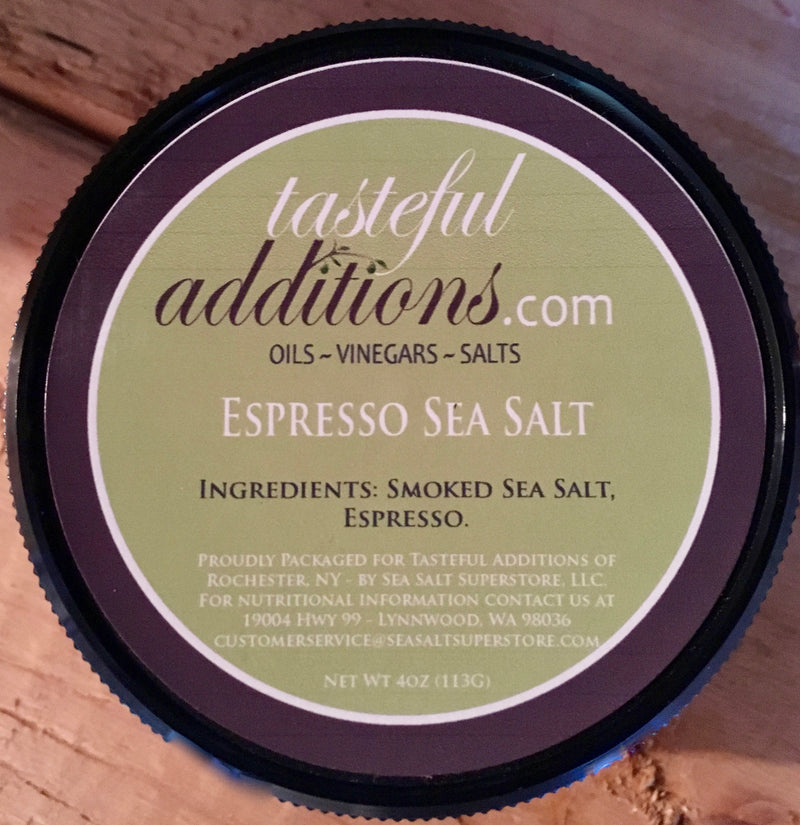 tasteful
additions.com
OILS ~ VINEGARS ~ SALTS
ESPRESSO SEA SALT
INGREDIENTS: SMOKED SEA SALT,
ESPRESSO.
PROUDLY PACKAGED FOR TASTEFUL ADDITIONS OF
ROCHESTER, NY - BY SEA SALT SUPERSTORE, LLC.
FOR NUTRITIONAL INFORMATION CONTACT US AT
19004 HWY 99 - LYNNWOOD, WA 98036
CUSTOMERSERVICE@SEASALTSUPERSTORE.COM
NET WT 4OZ (113G)